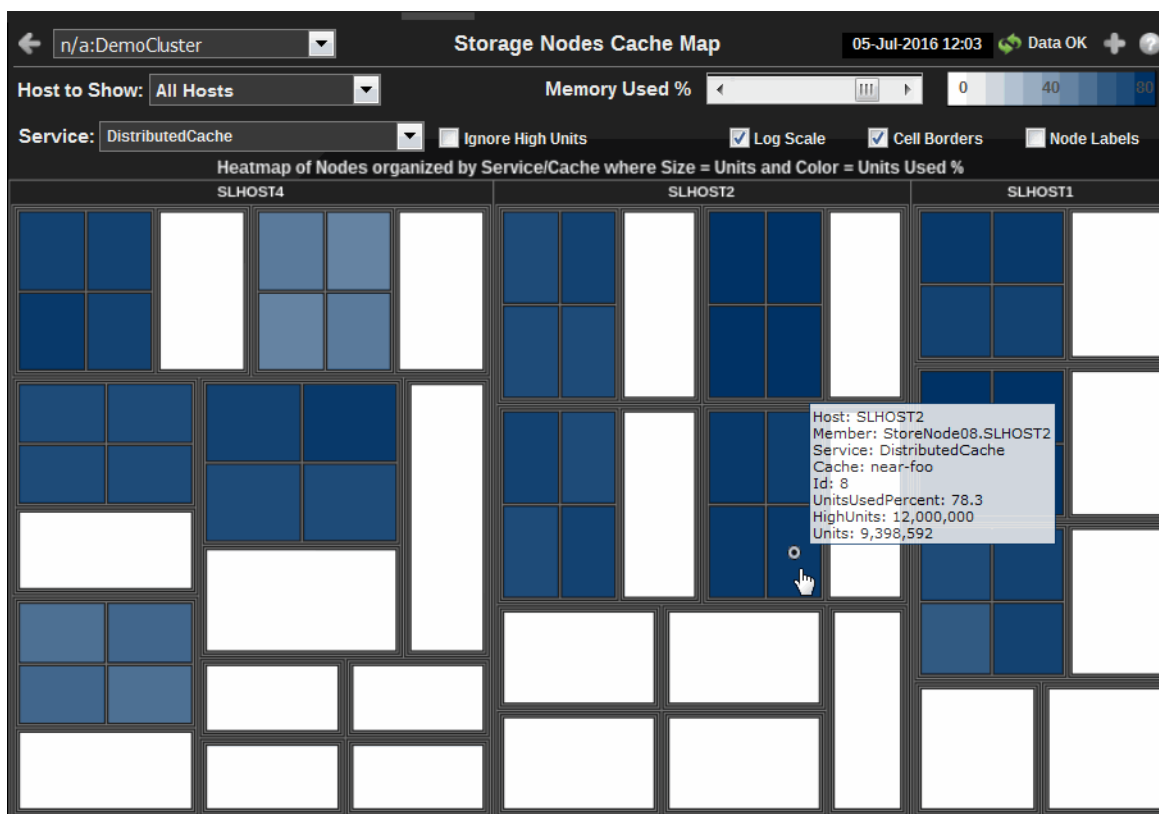 n/a:DemoCluster Storage Nodes Cache Map 05-Jul-2016 12:03 Data OK + ?
Host to Show: All Hosts Memory Used % 0 40 80
Service: DistributedCache Ignore High Units Log Scale Cell Borders Node Labels
Heatmap of Nodes organized by Service/Cache where Size = Units and Color = Units Used %
SLHOST4 SLHOST2 SLHOST1
Host: SLHOST2
Member: StoreNode08.SLHOST2
Service: DistributedCache
Cache: near-foo
Id: 8
UnitsUsedPercent: 78.3
HighUnits: 12,000,000
Units: 9,398,592